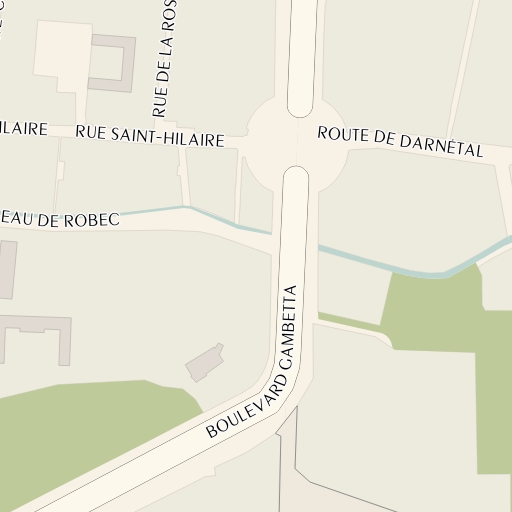 RUE DE LA ROS
HILAIRE
RUE SAINT-HILAIRE
ROUTE DE DARNÉTAL
EAU DE ROBEC
BOULEVARD GAMBETTA